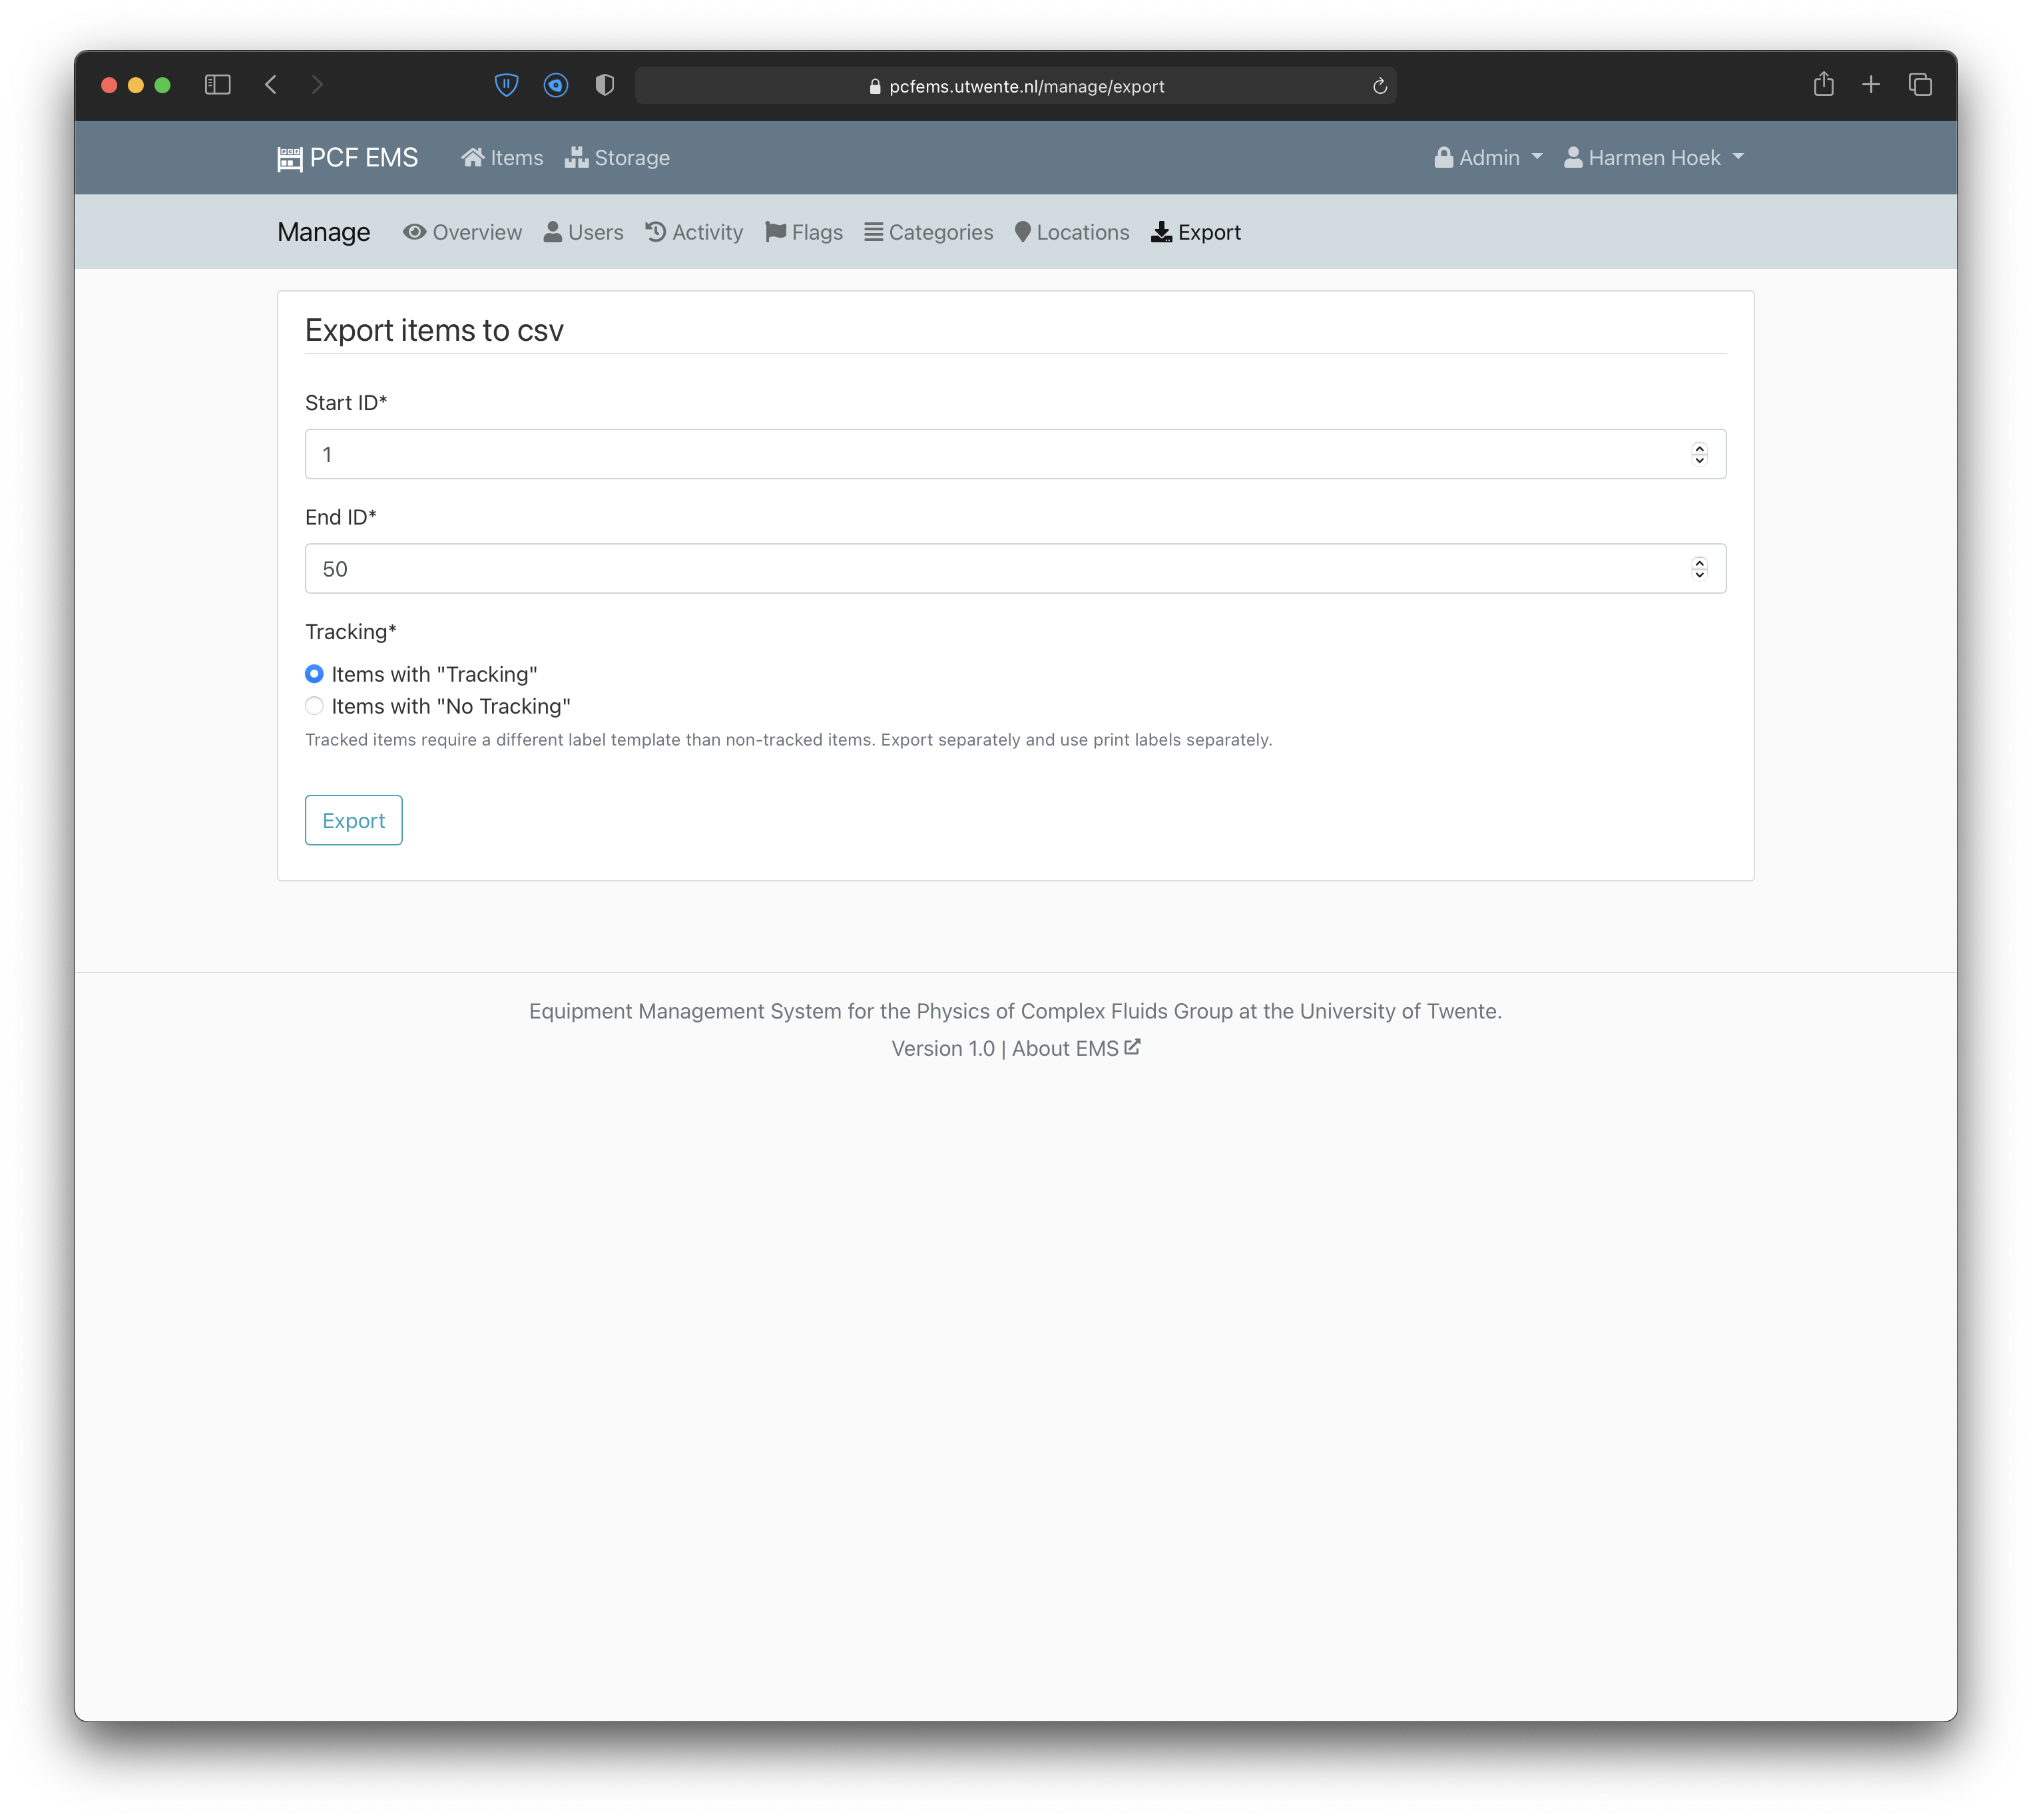 pcfems.utwente.nl/manage/export
PCF EMS Items Storage Admin Harmen Hoek
Manage Overview Users Activity Flags Categories Locations Export
Export items to csv
Start ID*
1
End ID*
50
Tracking*
Items with "Tracking"
Items with "No Tracking"
Tracked items require a different label template than non-tracked items. Export separately and use print labels separately.
Export
Equipment Management System for the Physics of Complex Fluids Group at the University of Twente.
Version 1.0 | About EMS